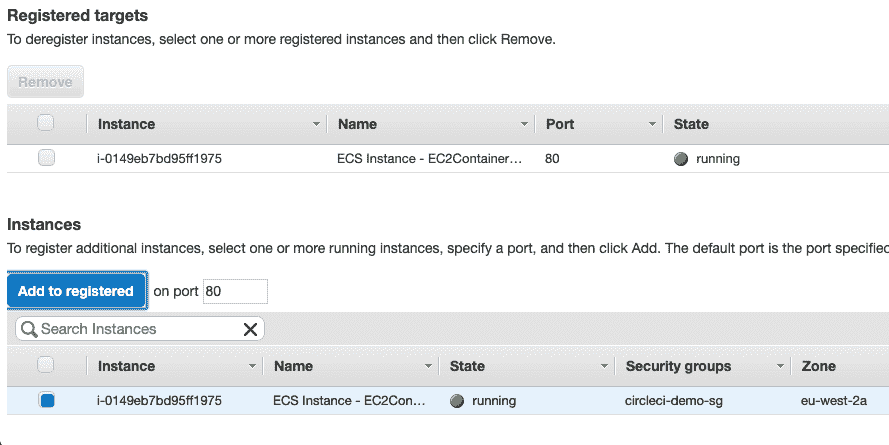 Registered targets
To deregister instances, select one or more registered instances and then click Remove.
Remove
Instance Name Port State
i-0149eb7bd95ff1975 ECS Instance - EC2Container... 80 running
Instances
To register additional instances, select one or more running instances, specify a port, and then click Add. The default port is the port specified
Add to registered on port 80
Search Instances
Instance Name State Security groups Zone
i-0149eb7bd95ff1975 ECS Instance - EC2Con... running circleci-demo-sg eu-west-2a